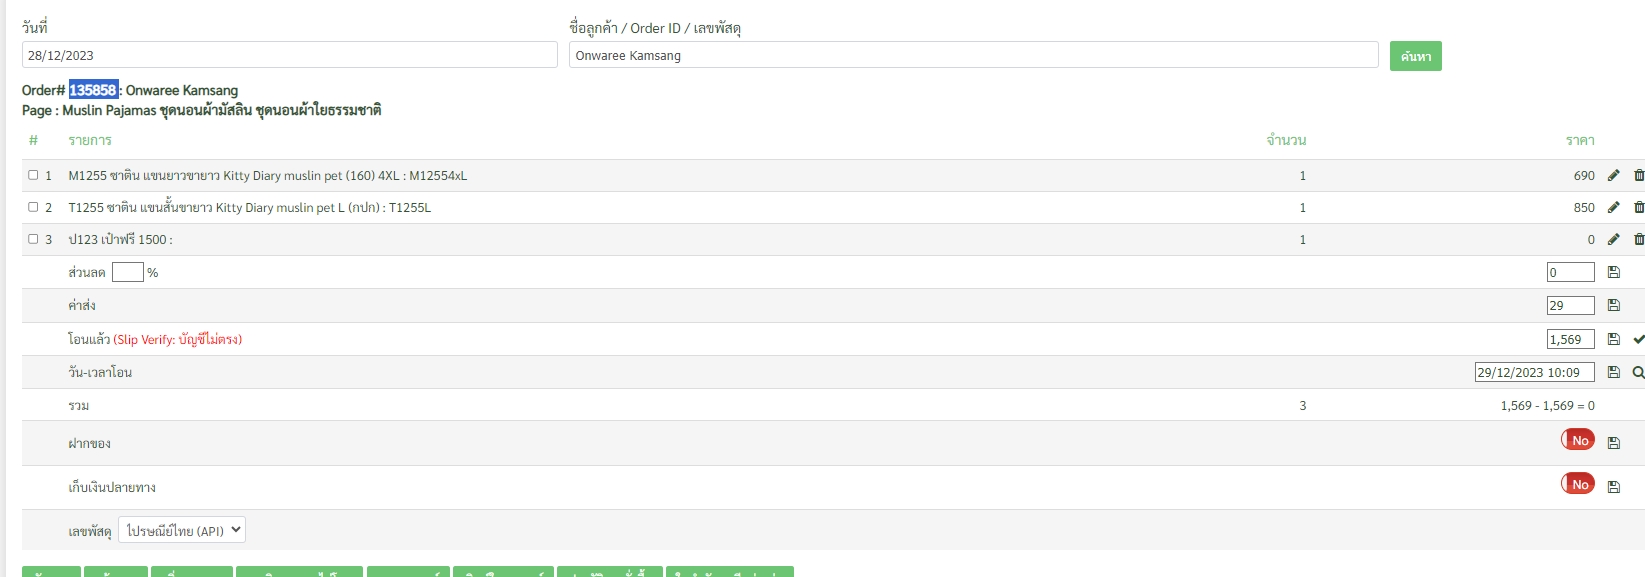 วันที่ ชื่อลูกค้า / Order ID / เลขพัสดุ
28/12/2023 Onwaree Kamsang ค้นหา
Order# 135858 : Onwaree Kamsang
Page : Muslin Pajamas ชุดนอนผ้ามัสลิน ชุดนอนผ้าใยธรรมชาติ
# รายการ จำนวน ราคา
1 M1255 ซาติน แขนยาวขายาว Kitty Diary muslin pet (160) 4XL : M12554xL 1 690
2 T1255 ซาติน แขนสั้นขายาว Kitty Diary muslin pet L (กปก) : T1255L 1 850
3 ป123 เป๋าฟรี 1500 : 1 0
ส่วนลด % 0
ค่าส่ง 29
โอนแล้ว (Slip Verify: บัญชีไม่ตรง) 1,569
วัน-เวลาโอน 29/12/2023 10:09
รวม 3 1,569 - 1,569 = 0
ฝากของ No
เก็บเงินปลายทาง No
เลขพัสดุ ไปรษณีย์ไทย (API)